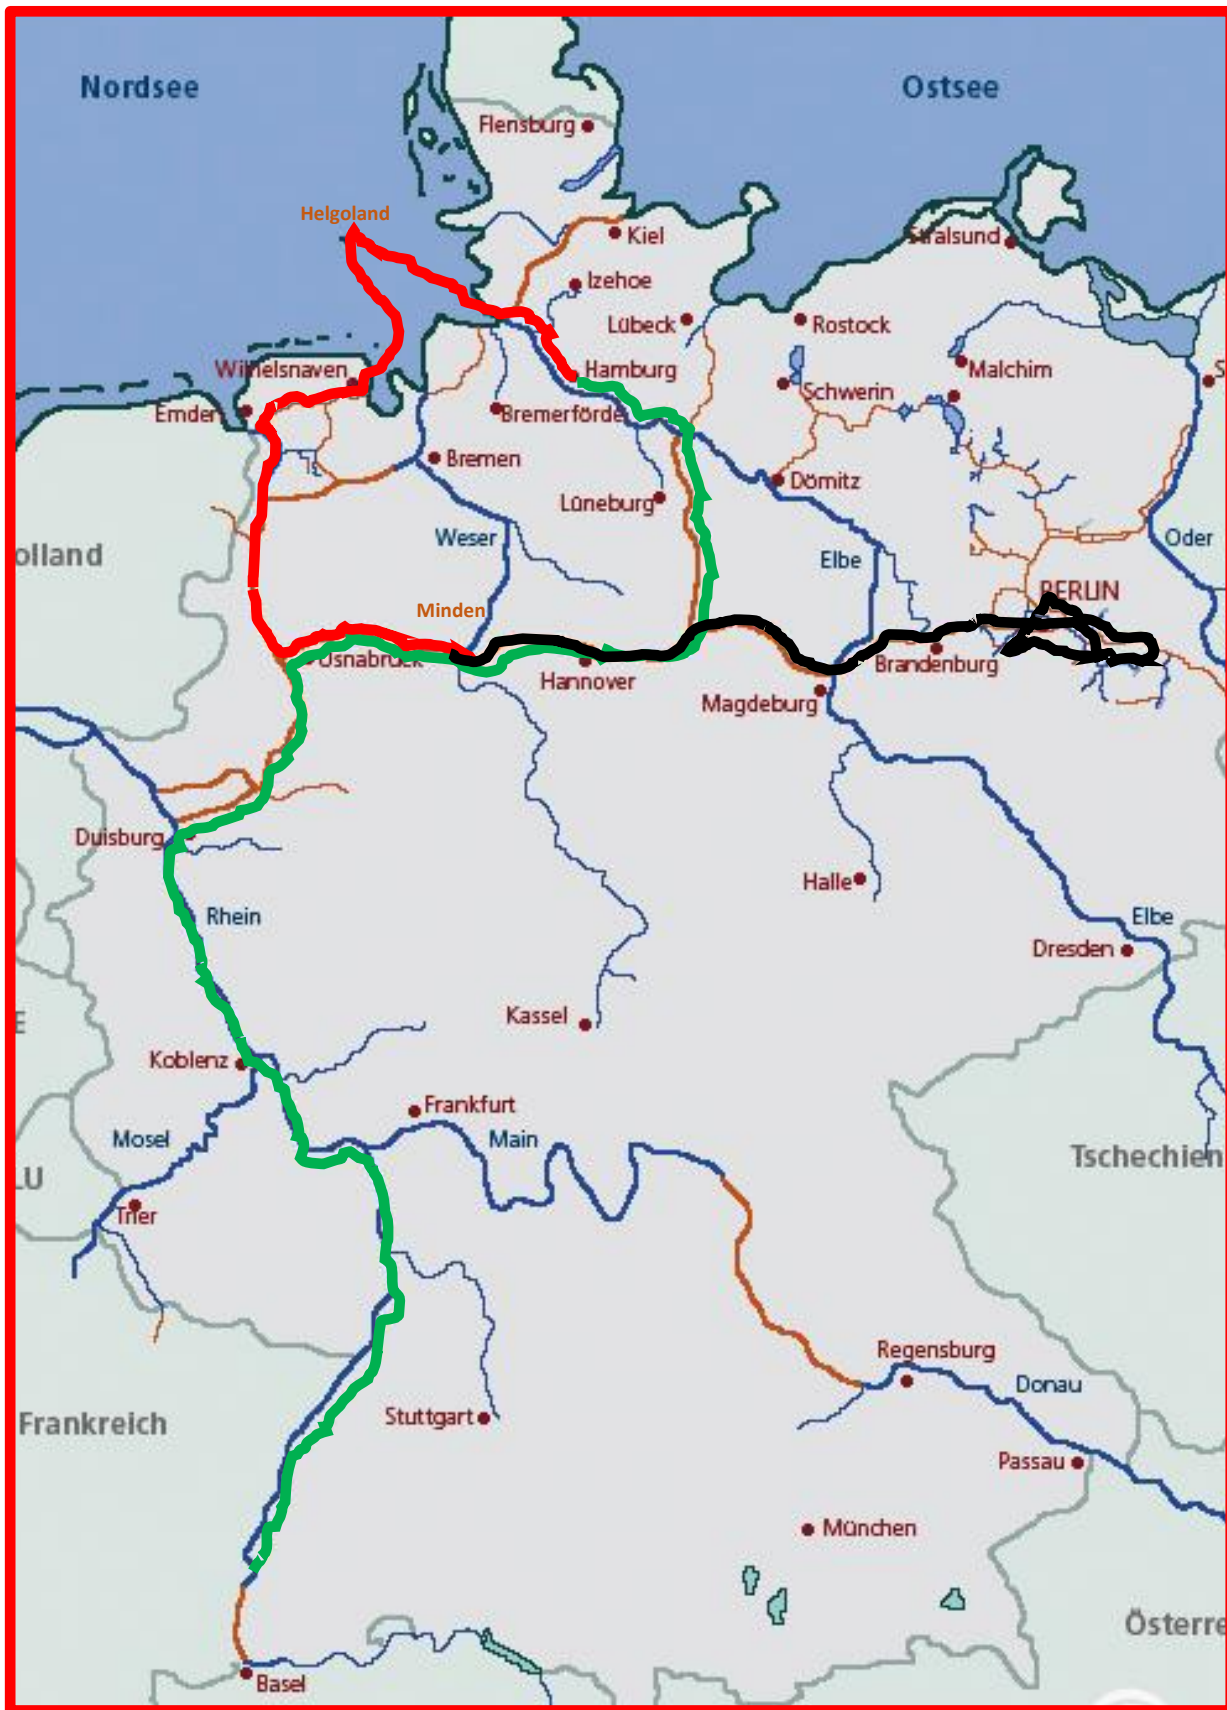 Nordsee
Ostsee
Flensburg
Helgoland
Kiel
Stralsund
Izehoe
Lübeck
Rostock
Wilhelsnaven
Hamburg
Malchim
S
Schwerin
Emden
Bremerförde
Bremen
Dömitz
Lüneburg
Weser
Oder
olland
Elbe
BERLIN
Minden
Osnabrück
Hannover
Brandenburg
Magdeburg
Duisburg
Halle
Rhein
Elbe
Dresden
E
Kassel
Koblenz
Frankfurt
Mosel
Main
Tschechien
LU
Trier
Regensburg
Donau
Stuttgart
Frankreich
Passau
München
Österre
Basel